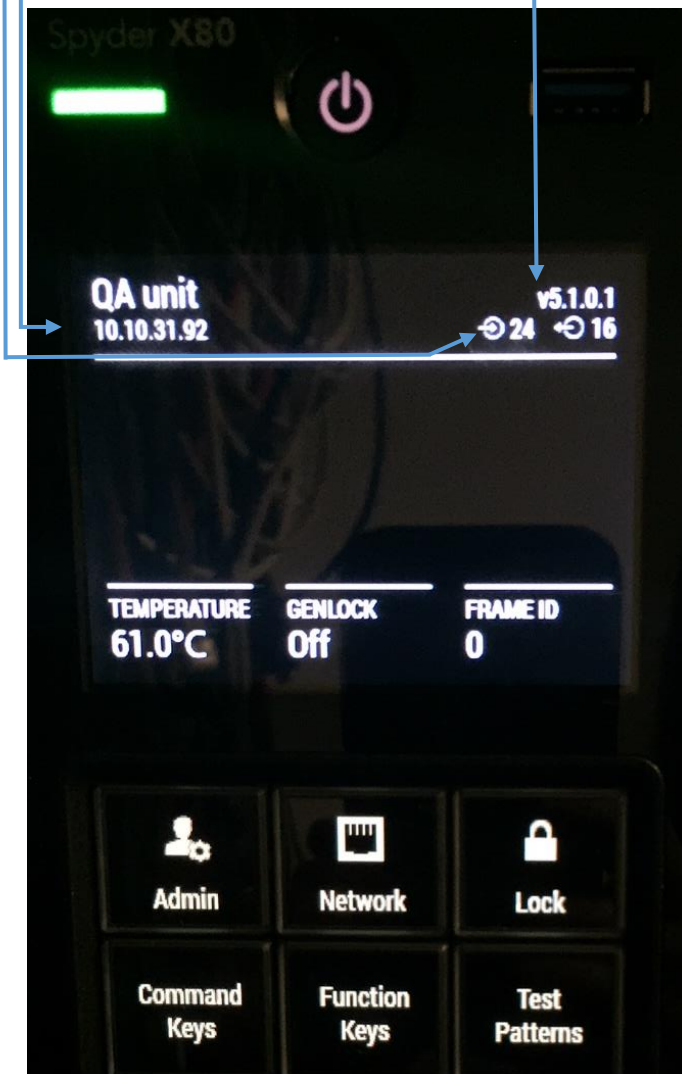 Spyder X80
QA unit
v5.1.0.1
10.10.31.92
24 16
TEMPERATURE GENLOCK FRAME ID
61.0°C Off 0
Admin Network Lock
Command Keys
Function Keys
Test Patterns